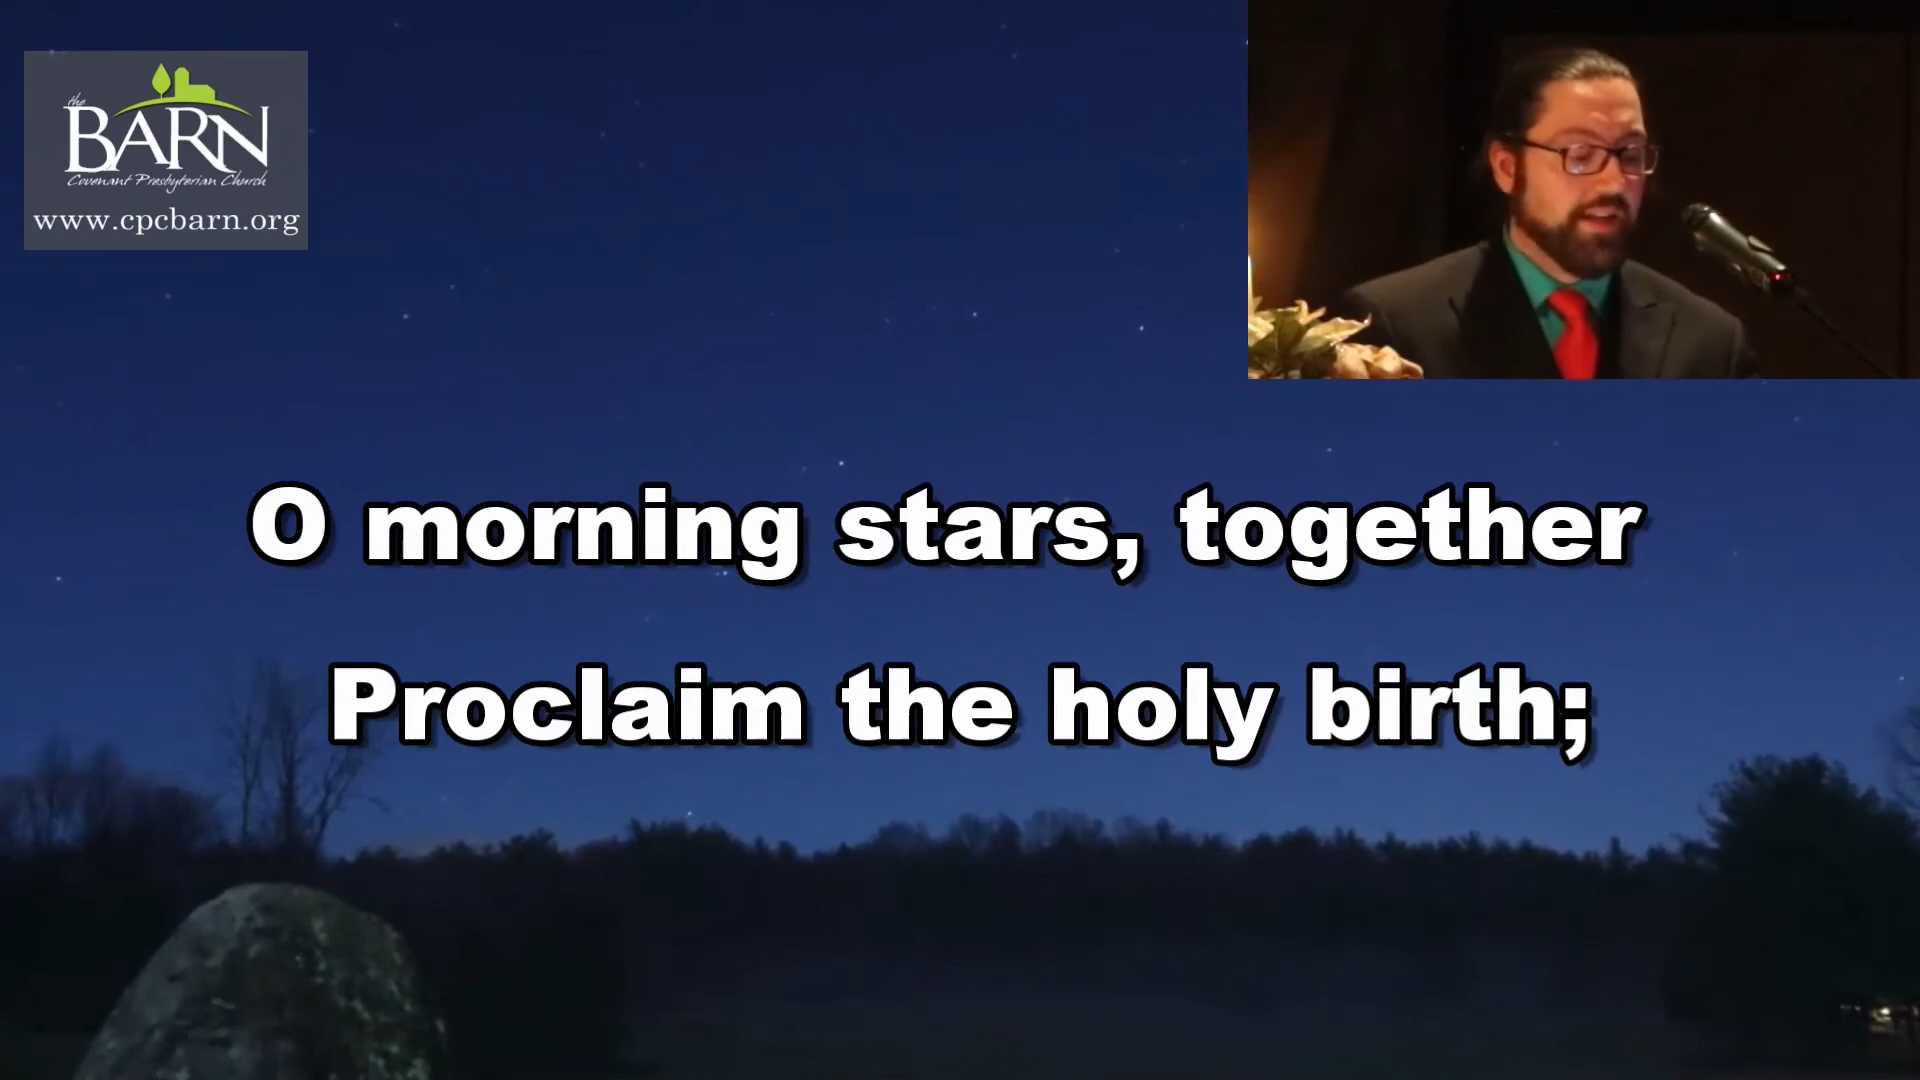 the
BARN
Covenant Presbyterian Church
www.cpcbarn.org
O morning stars, together
Proclaim the holy birth;